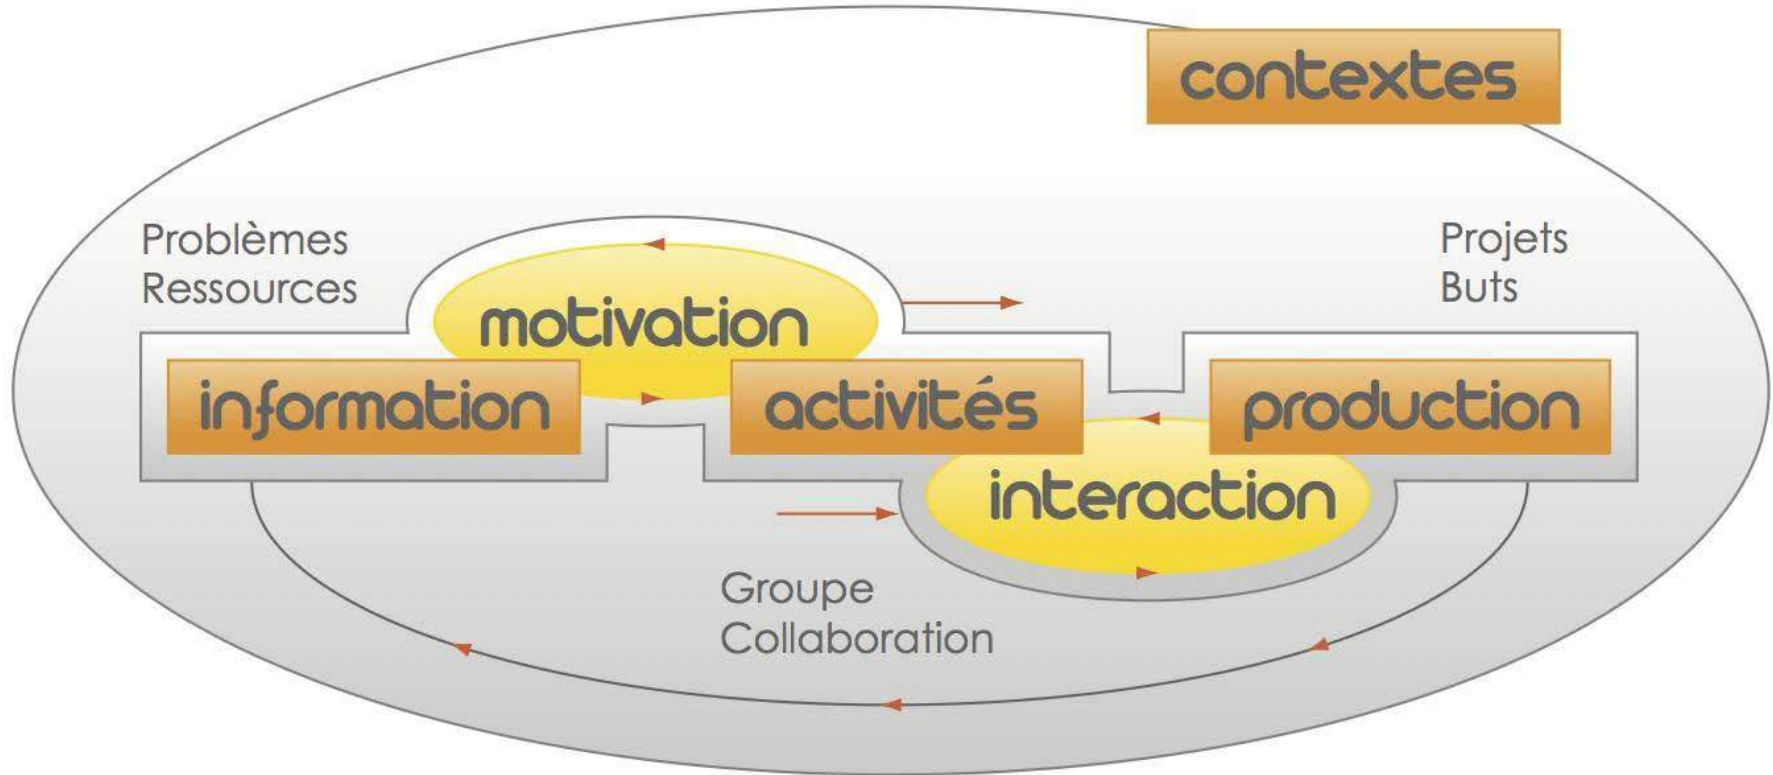 contextes
Problèmes
Ressources
Projets
Buts
motivation
information
activités
production
interaction
Groupe
Collaboration